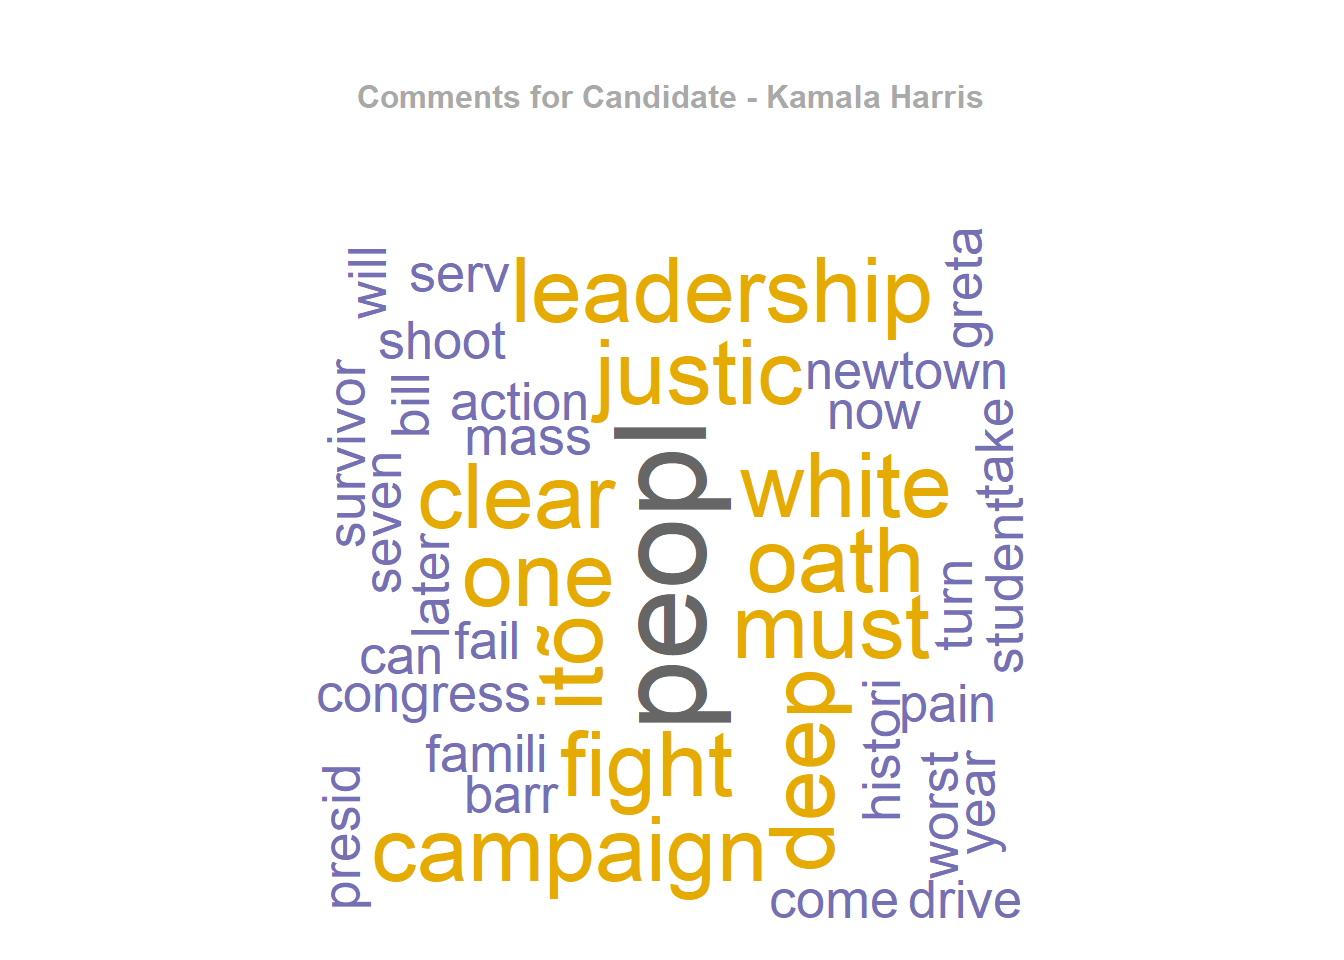 Comments for Candidate - Kamala Harris
will
serv
leadership
greta
shoot
justic
newtown
now
survivor
bill
action
mass
peopl
take
seven
clear
white
later
one
oath
student
turn
must
itõ
fail
can
congress
deep
histori
pain
famili
fight
barr
presid
worst
year
campaign
come
drive